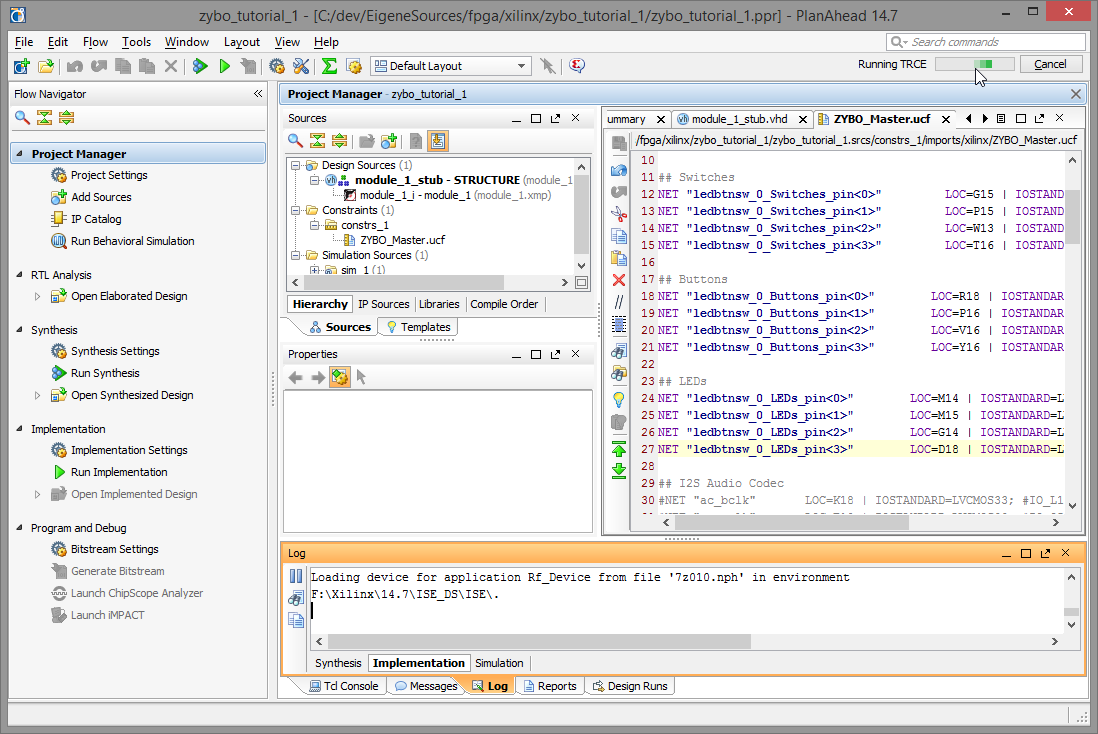 zybo_tutorial_1 - [C:/dev/EigeneSources/fpga/xilinx/zybo_tutorial_1/zybo_tutorial_1.ppr] - PlanAhead 14.7
File Edit Flow Tools Window Layout View Help
Search commands
Default Layout
Running TRCE
Cancel
Flow Navigator
Project Manager
Project Settings
Add Sources
IP Catalog
Run Behavioral Simulation
RTL Analysis
Open Elaborated Design
Synthesis
Synthesis Settings
Run Synthesis
Open Synthesized Design
Implementation
Implementation Settings
Run Implementation
Open Implemented Design
Program and Debug
Bitstream Settings
Generate Bitstream
Launch ChipScope Analyzer
Launch iMPACT
Project Manager - zybo_tutorial_1
Sources
Design Sources (1)
module_1_stub - STRUCTURE (module_1
module_1_i - module_1 (module_1.xmp)
Constraints (1)
constrs_1
ZYBO_Master.ucf
Simulation Sources (1)
sim_1 (1)
Hierarchy IP Sources Libraries Compile Order
Sources Templates
Properties
ummary module_1_stub.vhd ZYBO_Master.ucf
/fpga/xilinx/zybo_tutorial_1/zybo_tutorial_1.srcs/constrs_1/imports/xilinx/ZYBO_Master.ucf
10
11 ## Switches
12 NET "ledbtnsw_0_Switches_pin<0>" LOC=G15 | IOSTAND
13 NET "ledbtnsw_0_Switches_pin<1>" LOC=P15 | IOSTAND
14 NET "ledbtnsw_0_Switches_pin<2>" LOC=W13 | IOSTAND
15 NET "ledbtnsw_0_Switches_pin<3>" LOC=T16 | IOSTAND
16
17 ## Buttons
18 NET "ledbtnsw_0_Buttons_pin<0>" LOC=R18 | IOSTANDAR
19 NET "ledbtnsw_0_Buttons_pin<1>" LOC=P16 | IOSTANDAR
20 NET "ledbtnsw_0_Buttons_pin<2>" LOC=V16 | IOSTANDAR
21 NET "ledbtnsw_0_Buttons_pin<3>" LOC=Y16 | IOSTANDAR
22
23 ## LEDs
24 NET "ledbtnsw_0_LEDs_pin<0>" LOC=M14 | IOSTANDARD=L
25 NET "ledbtnsw_0_LEDs_pin<1>" LOC=M15 | IOSTANDARD=L
26 NET "ledbtnsw_0_LEDs_pin<2>" LOC=G14 | IOSTANDARD=L
27 NET "ledbtnsw_0_LEDs_pin<3>" LOC=D18 | IOSTANDARD=L
28
29 ## I2S Audio Codec
30 #NET "ac_bclk" LOC=K18 | IOSTANDARD=LVCMOS33; #IO_L1
Log
Loading device for application Rf_Device from file '7z010.nph' in environment
F:\Xilinx\14.7\ISE_DS\ISE\.
Synthesis Implementation Simulation
Tcl Console Messages Log Reports Design Runs